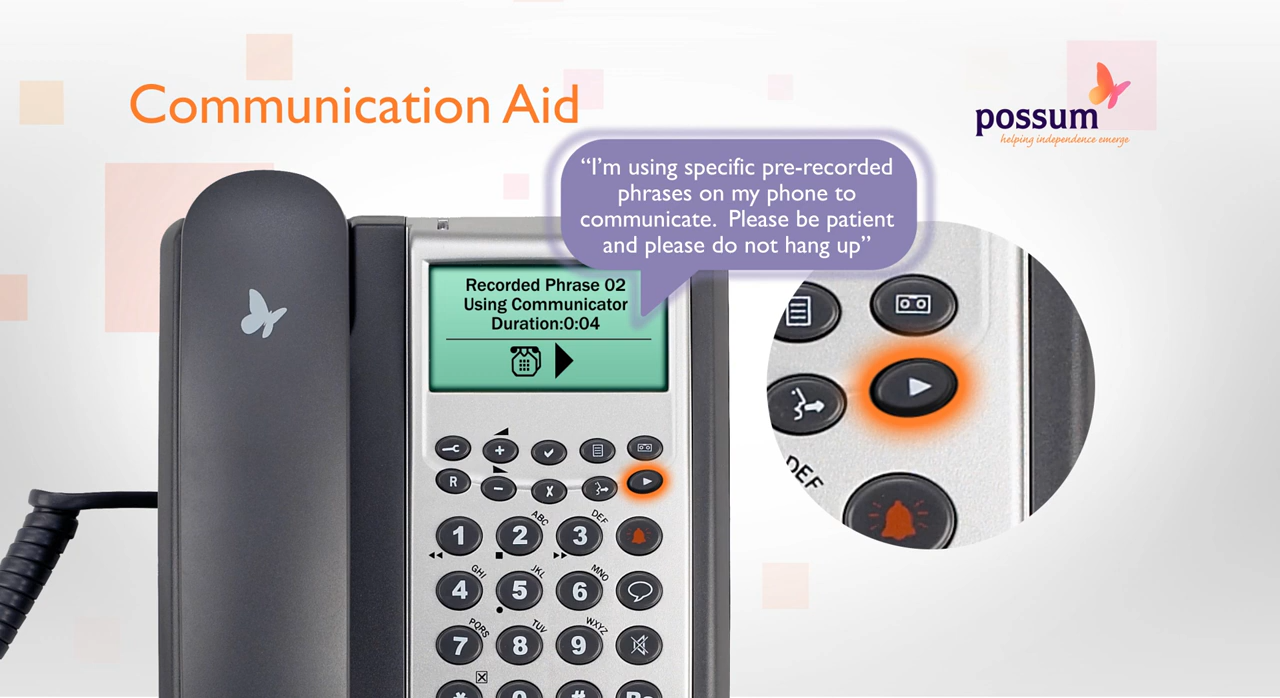 Communication Aid
possum
helping independence emerge
“I’m using specific pre-recorded
phrases on my phone to
communicate.  Please be patient
and please do not hang up”
Recorded Phrase 02
Using Communicator
Duration:0:04
+
R
-
X
1
2
ABC
3
DEF
4
GHI
5
JKL
6
MNO
7
PQRS
8
TUV
9
WXYZ
*
0
#
DEF